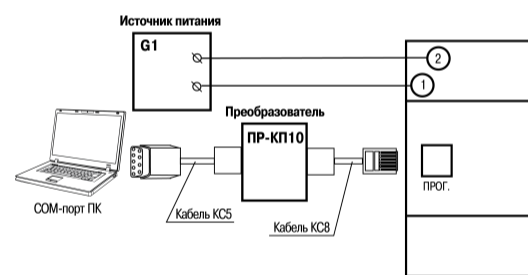 Источник питания
G1
2
1
Преобразователь
ПР-КП10
ПРОГ.
COM-порт ПК
Кабель КС5
Кабель КС8